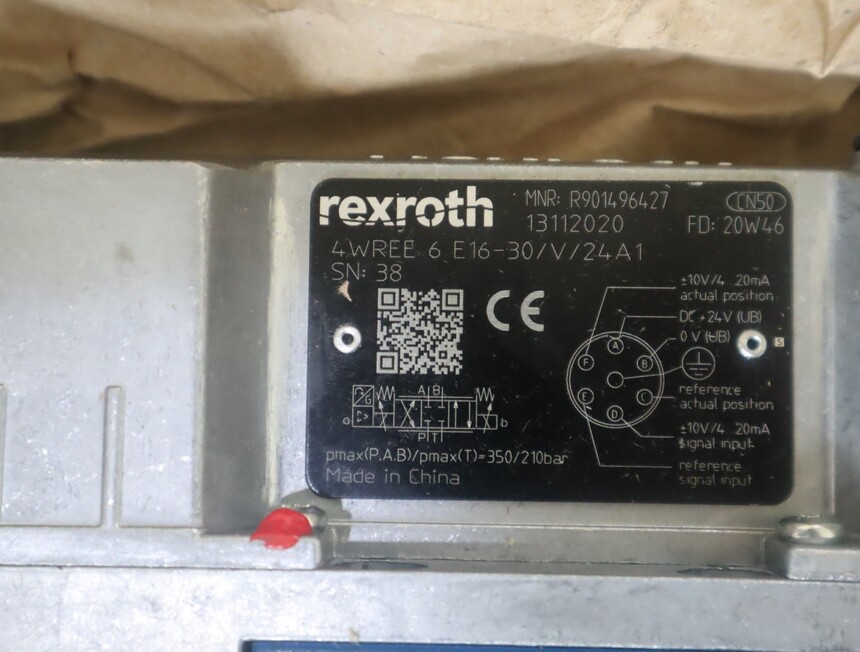 rexroth
MNR: R901496427
CN50
13112020
FD: 20W46
4WREE 6 E16-30/V/24A1
SN: 38
CE
±10V/4 20mA
actual position
DC +24V (UB)
0 V (UB)
A
F
B
E
C
D
reference
actual position
±10V/4 20mA
signal input
reference
signal input
G
A B
a
b
P T
pmax(P.A.B)/pmax(T)=350/210bar
Made in China
S